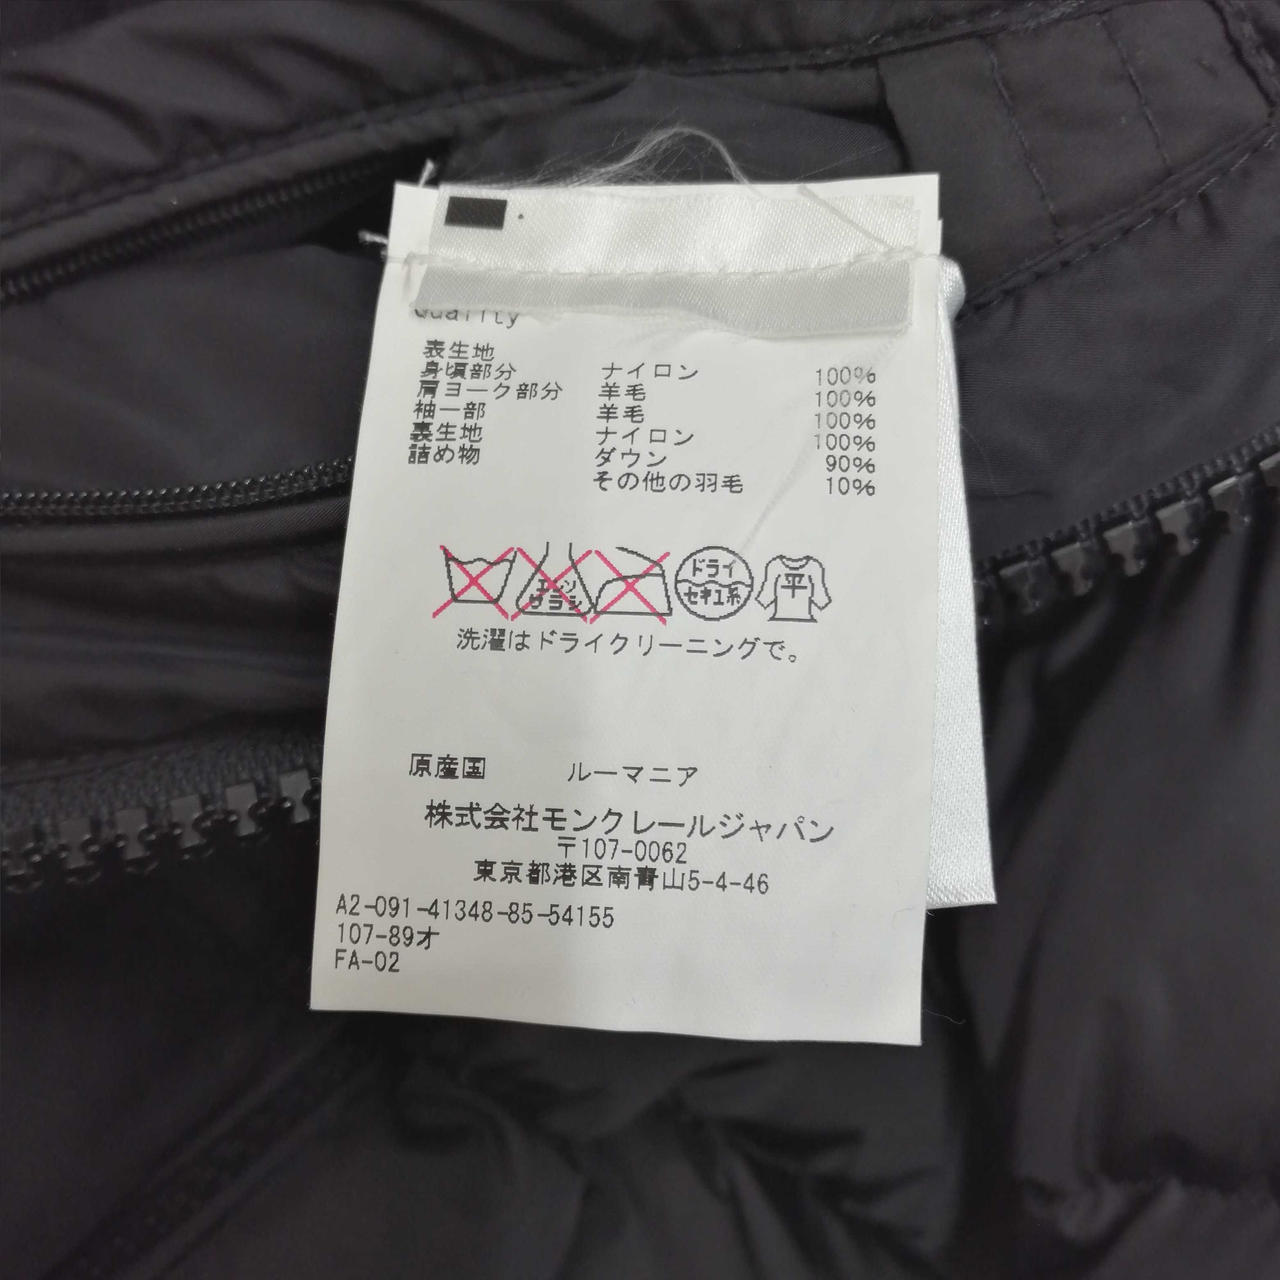 Quality
表生地
身頃部分 ナイロン 100%
肩ヨーク部分 羊毛 100%
袖一部 羊毛 100%
裏生地 ナイロン 100%
詰め物 ダウン 90%
その他の羽毛 10%
エンソ サラシ ドライ セキユ系 平
洗濯はドライクリーニングで。
原産国 ルーマニア
株式会社モンクレールジャパン
〒107-0062
東京都港区南青山5-4-46
A2-091-41348-85-54155
107-89オ
FA-02